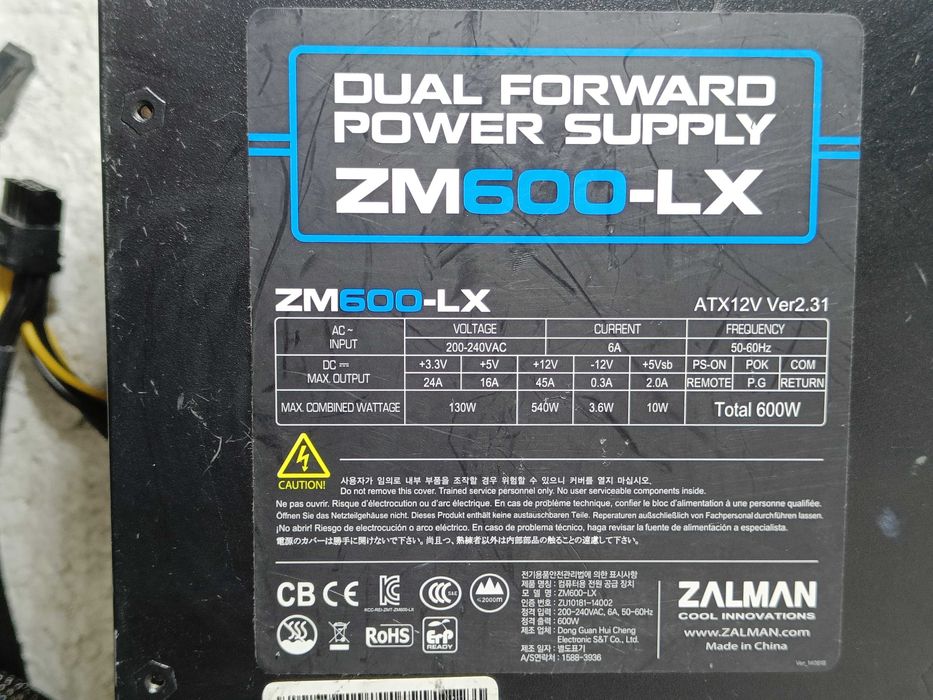 DUAL FORWARD
POWER SUPPLY
ZM600-LX
ZM600-LX ATX12V Ver2.31
AC ~ INPUT VOLTAGE CURRENT FREQUENCY
200-240VAC 6A 50-60Hz
DC MAX. OUTPUT +3.3V +5V +12V -12V +5Vsb PS-ON POK COM
24A 16A 45A 0.3A 2.0A REMOTE P.G RETURN
MAX. COMBINED WATTAGE 130W 540W 3.6W 10W Total 600W
CAUTION!
사용자가 임의로 내부 부품을 조작할 경우 위험할 수 있으니 커버를 열지 마십시오.
Do not remove this cover. Trained service personnel only. No user serviceable components inside.
Ne pas ouvrir. Risque d'électrocution ou d'arc électrique. En cas de problème technique, confier le bloc d'alimentation à une personne qualifiée.
Öffnen Sie das Netzteilgehäuse nicht. Dieses Produkt enthält keine austauschbaren Teile. Reperaturen außschließlich von Fachpersonal durchführen lassen.
¡No abrir! Riesgo de electrocución o arco eléctrico. En caso de problema técnico, haga revisar la fuente de alimentación a especialista.
電源のカバーは勝手に開けないで下さい。尚且つ、熟練者以外は内部部品の触ることの遠慮して下さい。
CB CE KCC-REI-ZMT-ZM600-LX CCC S&E ≤2000m
RoHS ErP READY
전기용품안전관리법에 의한 표시사항
제품 명칭 : 컴퓨터용 전원 공급 장치
모 델 명 : ZM600-LX
인증 번호 : ZU10181-14002
정격 입력 : 200-240VAC, 6A, 50-60Hz
정격 출력 : 600W
제조 업체 : Dong Guan Hui Cheng
Electronic S&T Co., Ltd.
제조 일자 : 별도표기
A/S연락처 : 1588-3936
ZALMAN
COOL INNOVATIONS
www.ZALMAN.com
Made in China